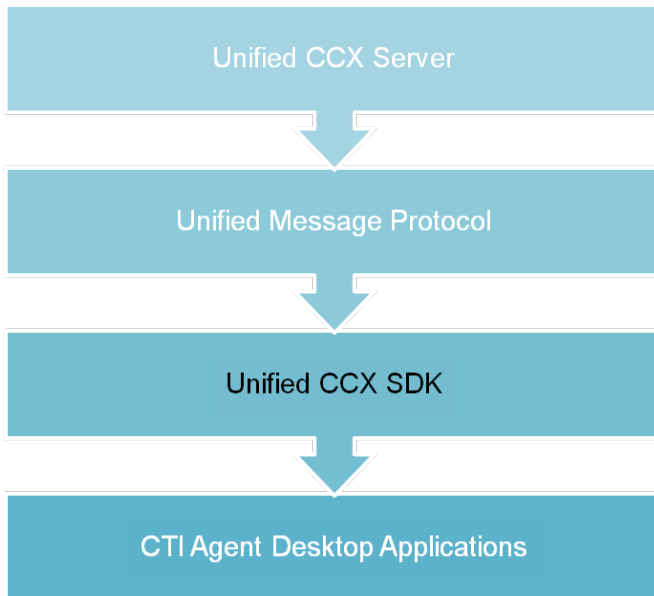 Unified CCX Server
Unified Message Protocol
Unified CCX SDK
CTI Agent Desktop Applications